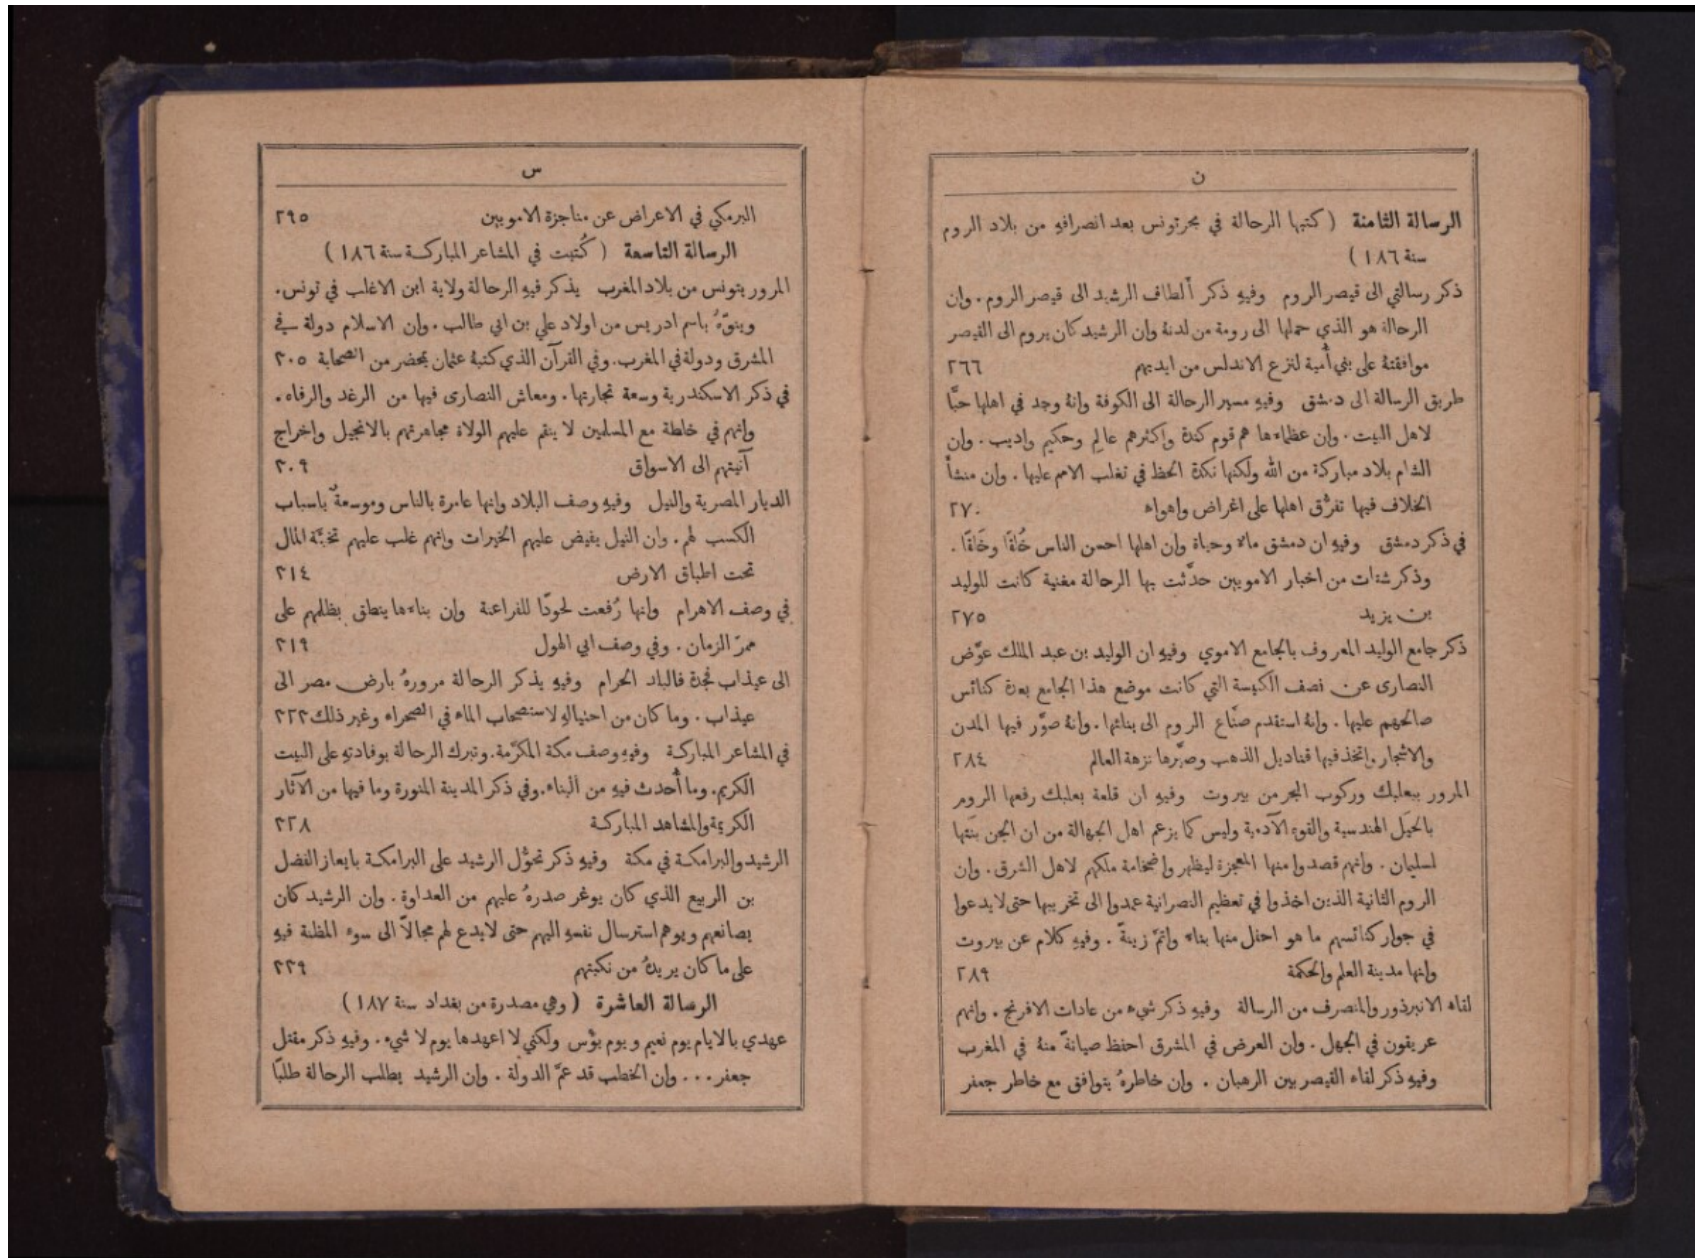 ن
الرسالة الثامنة ( كتبها الرحالة في بحر تونس بعد انصرافهِ من بلاد الروم
سنة ١٨٦ )
ذكر رسالتي الى قيصر الروم وفيهِ ذكر ألطاف الرشيد الى قيصر الروم . وان
الرحالة هو الذي حملها الى رومة من لدنهُ وان الرشيد كان يروم الى القيصر
موافقتهُ على بني أُمية لنزع الاندلس من ايديهم ٢٦٦
طريق الرسالة الى دمشق وفيهِ مسير الرحالة الى الكوفة وانهُ وجد في اهلها حبًّا
لاهل البيت . وان عظماءها هم قوم كندة واكثرهم عالِم وحكيم واديب . وان
الشام بلاد مباركة من الله ولكنها نكدة الحظ في تغلب الامم عليها . وان منشأ
الخلاف فيها تفرُّق اهلها على اغراض واهواء ٢٧٠
في ذكر دمشق وفيهِ ان دمشق ماء وحياة وان اهلها احسن الناس خُلقًا وخَلقًا .
وذكر شتات من اخبار الامويين حدَّثت بها الرحالة مغنية كانت للوليد
بن يزيد ٢٧٥
ذكر جامع الوليد المعروف بالجامع الاموي وفيهِ ان الوليد بن عبد الملك عوَّض
النصارى عن نصف الكنيسة التي كانت موضع هذا الجامع بعدة كنائس
صالحهم عليها . وانهُ استقدم صنَّاع الروم الى بنائها . وانهُ صوَّر فيها المدن
والاشجار واتخذ فيها قناديل الذهب وصيَّرها نزهة العالم ٢٨٤
المرور ببعلبك وركوب البحر من بيروت وفيهِ ان قلعة بعلبك رفعها الروم
بالحيَل الهندسية والقوى الآدمية وليس كما يزعم اهل الجهالة من ان الجن بنَتها
لسليمان . وانهم قصدوا منها المعجزة ليظهروا ضخامة ملكهم لاهل الشرق . وان
الروم الثانية الذين اخذوا في تعظيم النصرانية عمدوا الى تخريبها حتى لا يدعوا
في جوار كنائسهم ما هو احفل منها بناءً واتمّ زينةً . وفيهِ كلام عن بيروت
وانها مدينة العلم والحكمة ٢٨٩
لقاء الانبرذور والمنصرف من الرسالة وفيهِ ذكر شيء من عادات الافرنج . وانهم
عريقون في الجهل . وان العرض في المشرق احفظ صيانةً منهُ في المغرب
وفيهِ ذكر لقاء القيصر بين الرهبان . وان خاطرهُ يتوافق مع خاطر جعفر
س
البرمكي في الاعراض عن مناجزة الامويين ٢٩٥
الرسالة التاسعة ( كُتبت في المشاعر المباركة سنة ١٨٦ )
المرور بتونس من بلاد المغرب يذكر فيهِ الرحالة ولاية ابن الاغلب في تونس .
وينوّهُ باسم ادريس من اولاد علي بن ابي طالب . وان الاسلام دولة في
المشرق ودولة في المغرب . وفي القرآن الذي كتبهُ عثمان بمحضر من الصحابة ٣٠٥
في ذكر الاسكندرية وسعة تجارتها . ومعاش النصارى فيها من الرغد والرفاه .
وانهم في خلطة مع المسلمين لا ينقم عليهم الولاة مجاهرتهم بالانجيل واخراج
آنيتهم الى الاسواق ٣٠٩
الديار المصرية والنيل وفيهِ وصف البلاد وانها عامرة بالناس وموسعةٌ باسباب
الكسب لهم . وان النيل يفيض عليهم الخيرات وانهم غلب عليهم تخبئة المال
تحت اطباق الارض ٣١٤
في وصف الاهرام وانها رُفعت لحودًا للفراعنة وان بناءها ينطق بظلمهم على
ممرّ الزمان . وفي وصف ابي الهول ٣١٩
الى عيذاب فجدة فالبلد الحرام وفيهِ يذكر الرحالة مرورهُ بارض مصر الى
عيذاب . وما كان من احتيالهِ لاستصحاب الماء في الصحراء وغير ذلك ٣٢٣
في المشاعر المباركة وفيهِ وصف مكة المكرّمة . وتبرك الرحالة بوفادتهِ على البيت
الكريم . وما أُحدث فيهِ من البناء . وفي ذكر المدينة المنورة وما فيها من الآثار
الكريمة والمشاهد المباركة ٣٢٨
الرشيد والبرامكة في مكة وفيهِ ذكر تحوُّل الرشيد على البرامكة بايعاز الفضل
بن الربيع الذي كان يوغر صدرهُ عليهم من العداوة . وان الرشيد كان
يصانعهم ويوهم استرسال نفسهِ اليهم حتى لا يدع لهم مجالاً الى سوء المظنة فيهِ
على ما كان يريدهُ من نكبتهم ٣٣٩
الرسالة العاشرة ( وهي مصدرة من بغداد سنة ١٨٧ )
عهدي بالايام يوم نعيم ويوم بؤُس ولكني لا اعهدها يوم لا شيء . وفيهِ ذكر مقتل
جعفر ... وان الخطب قد عمّ الدولة . وان الرشيد يطلب الرحالة طلبًا